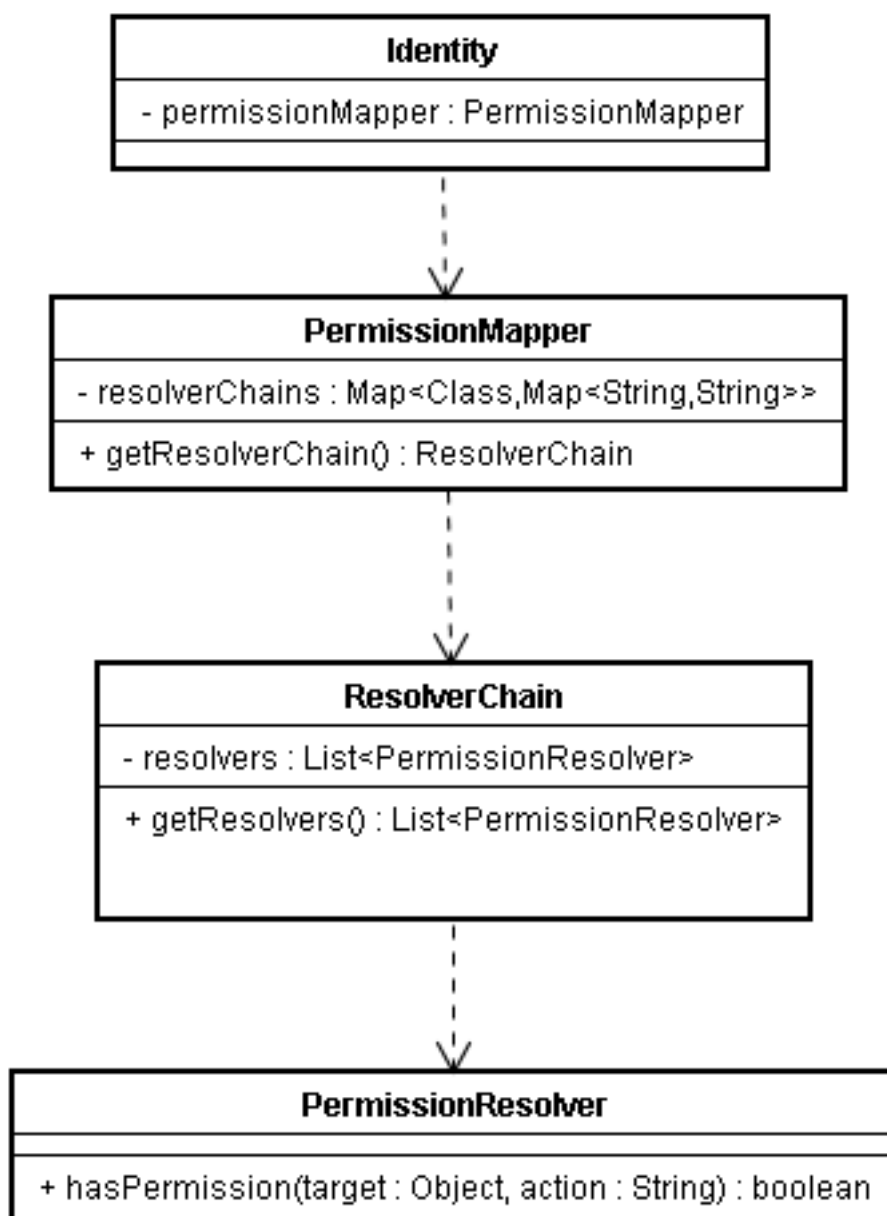 Identity
- permissionMapper : PermissionMapper
PermissionMapper
- resolverChains : Map<Class,Map<String,String>>
+ getResolverChain() : ResolverChain
ResolverChain
- resolvers : List<PermissionResolver>
+ getResolvers() : List<PermissionResolver>
PermissionResolver
+ hasPermission(target : Object, action : String) : boolean